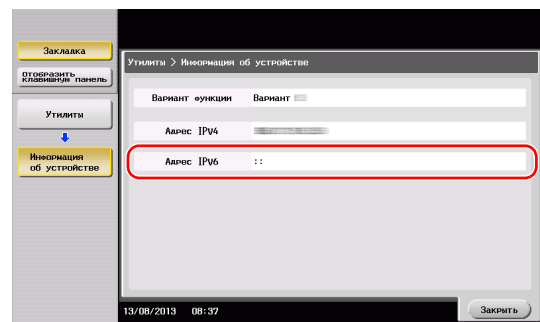 Закладка
Утилиты > Информация об устройстве
отобразить
клавишную панель
Вариант функции Вариант
Утилиты
Адрес IPv4
Информация
об устройстве
Адрес IPv6 ::
13/08/2013 08:37
Закрыть